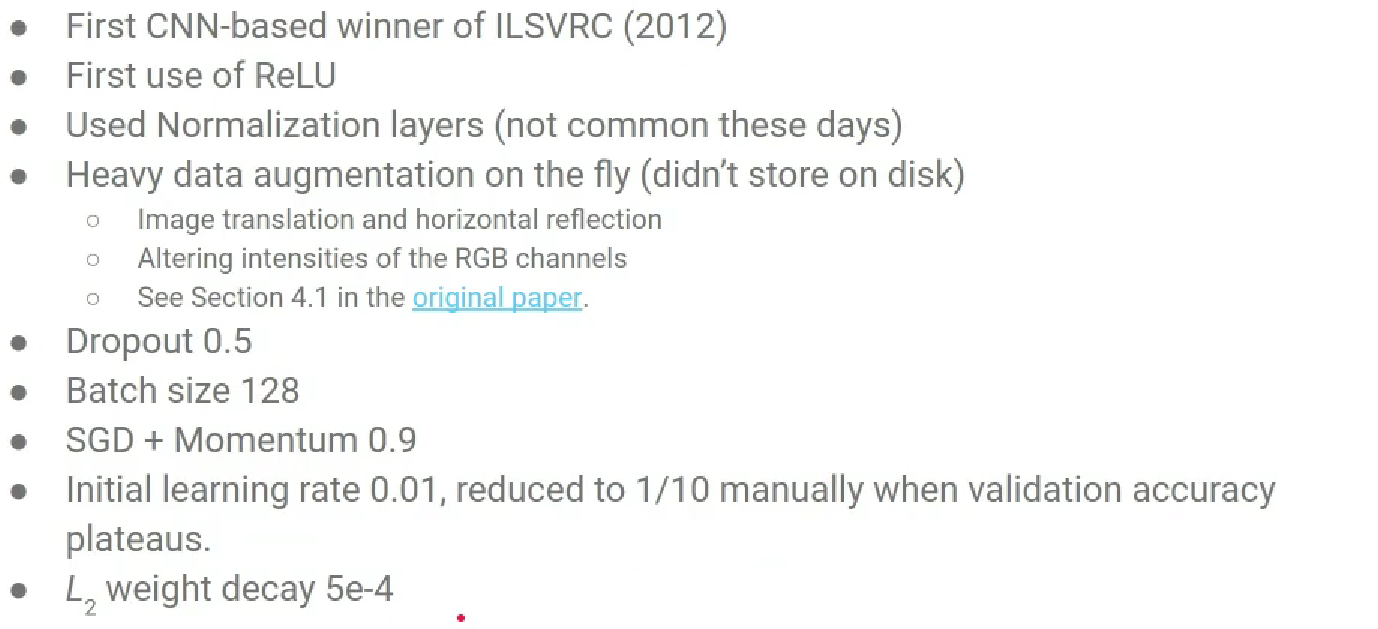 ● First CNN-based winner of ILSVRC (2012)
● First use of ReLU
● Used Normalization layers (not common these days)
● Heavy data augmentation on the fly (didn’t store on disk)
○ Image translation and horizontal reflection
○ Altering intensities of the RGB channels
○ See Section 4.1 in the original paper.
● Dropout 0.5
● Batch size 128
● SGD + Momentum 0.9
● Initial learning rate 0.01, reduced to 1/10 manually when validation accuracy
plateaus.
● L₂ weight decay 5e-4